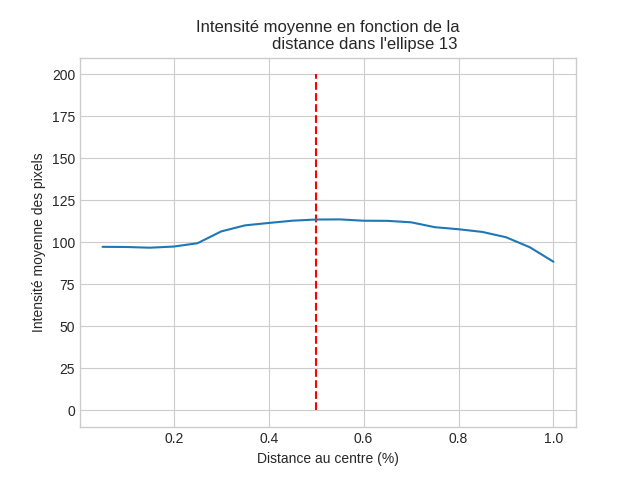 Intensité moyenne en fonction de la
distance dans l'ellipse 13
200
175
150
125
100
75
50
25
0
Intensité moyenne des pixels
0.2 0.4 0.6 0.8 1.0
Distance au centre (%)